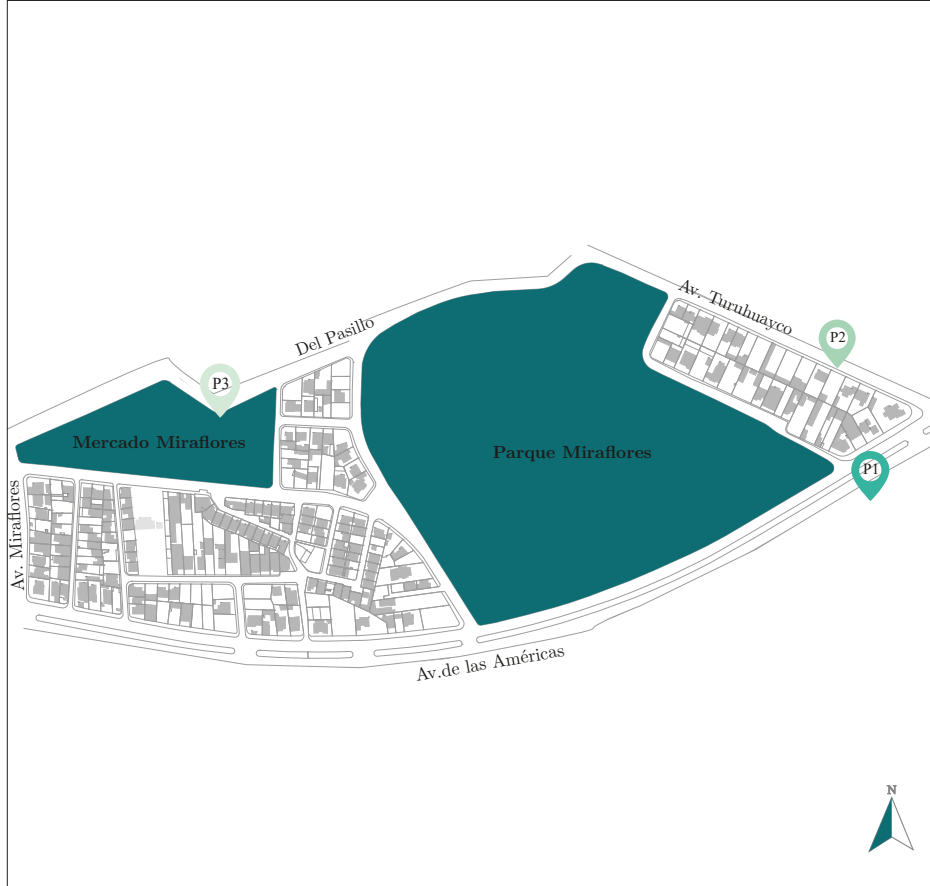 Av. Turuhuayco
P2
Del Pasillo
P3
Mercado Miraflores
Parque Miraflores
P1
Av. Miraflores
Av.de las Américas
N